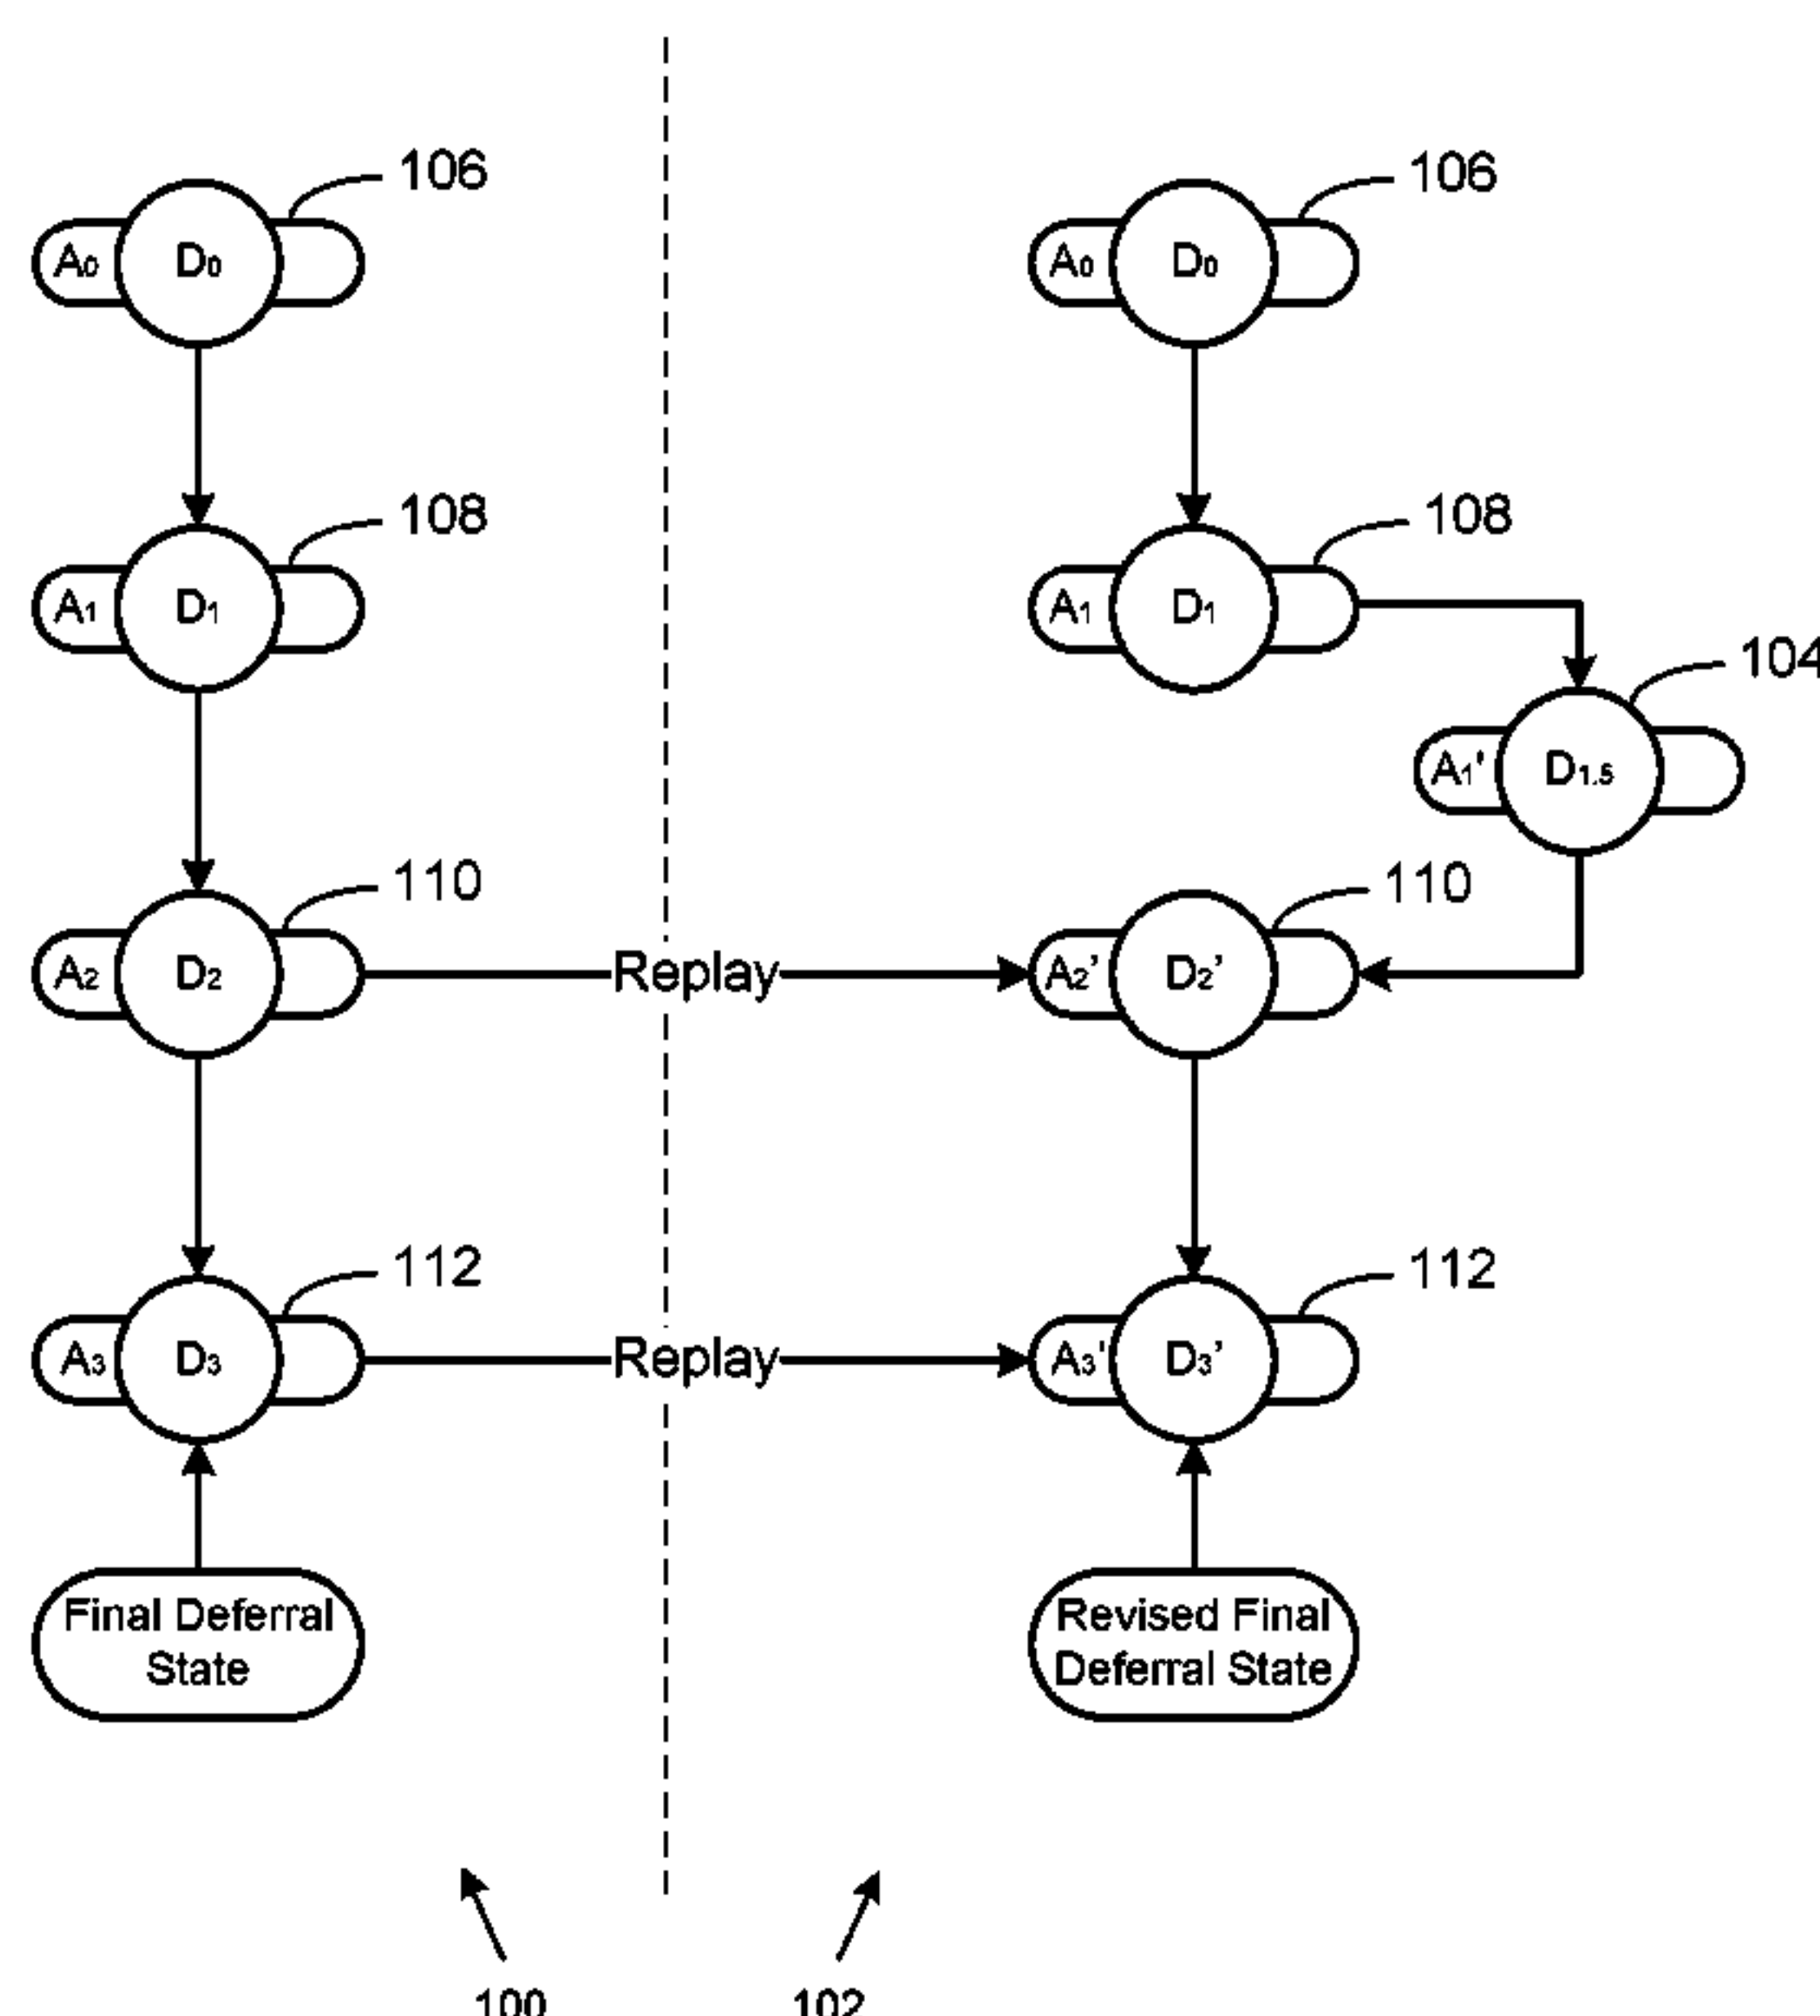 106 106
A0 D0 A0 D0
108 108
A1 D1 A1 D1
104
A1' D1.5
110 110
A2 D2 Replay A2' D2'
112 112
A3 D3 Replay A3' D3'
Final Deferral
State
Revised Final
Deferral State
100 102